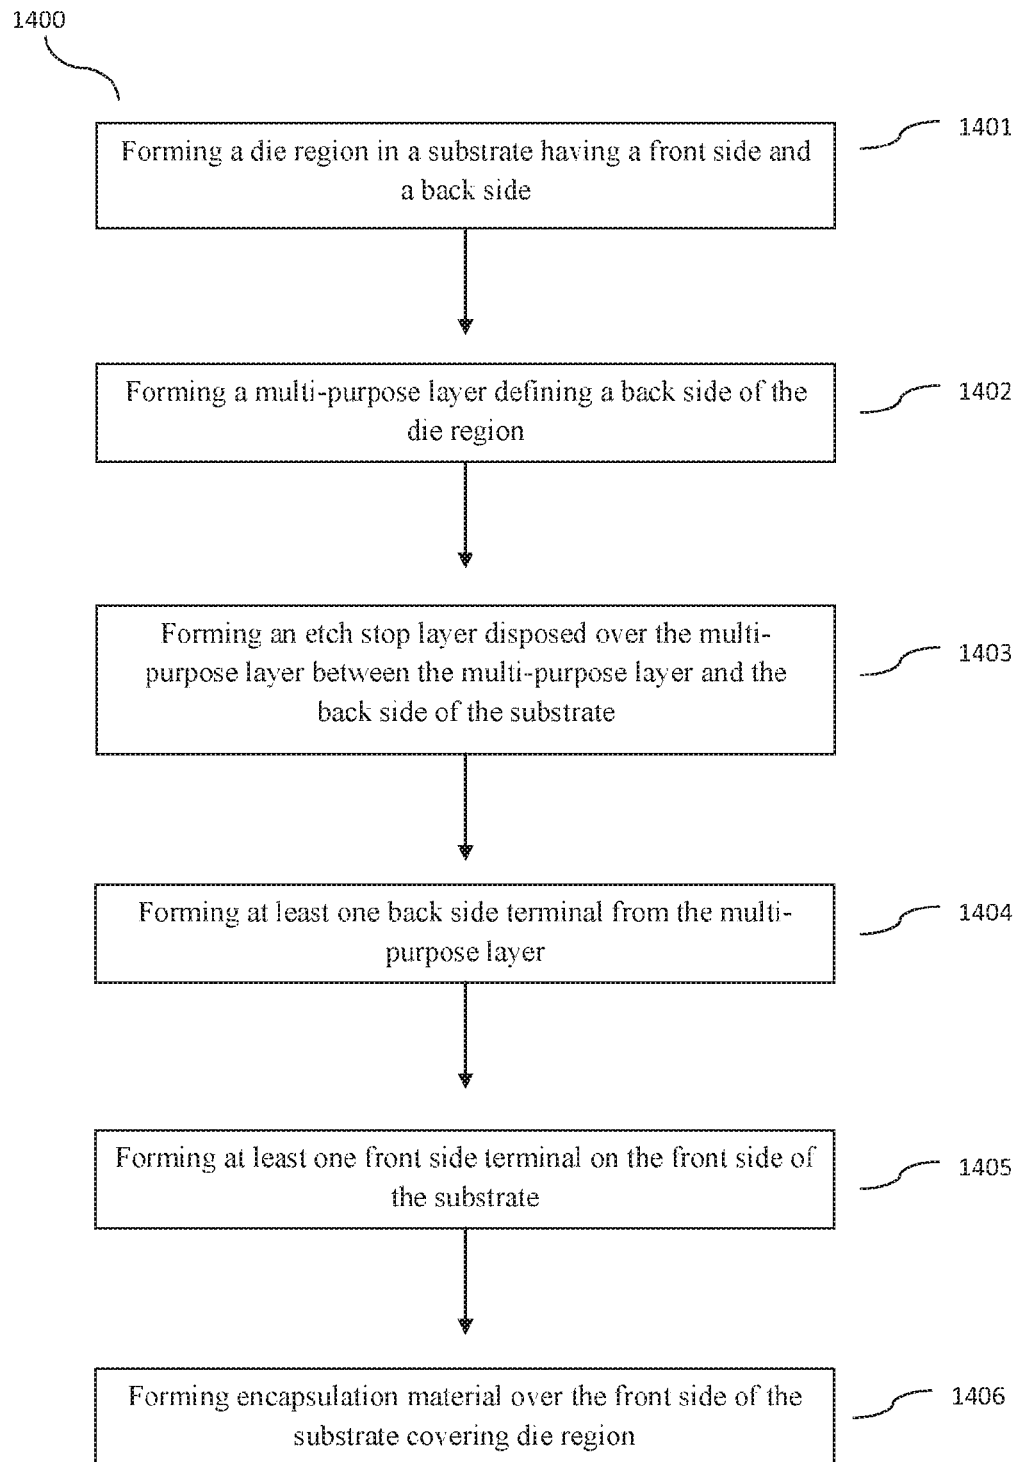 1400
Forming a die region in a substrate having a front side and
a back side
1401
Forming a multi-purpose layer defining a back side of the
die region
1402
Forming an etch stop layer disposed over the multi-
purpose layer between the multi-purpose layer and the
back side of the substrate
1403
Forming at least one back side terminal from the multi-
purpose layer
1404
Forming at least one front side terminal on the front side of
the substrate
1405
Forming encapsulation material over the front side of the
substrate covering die region
1406